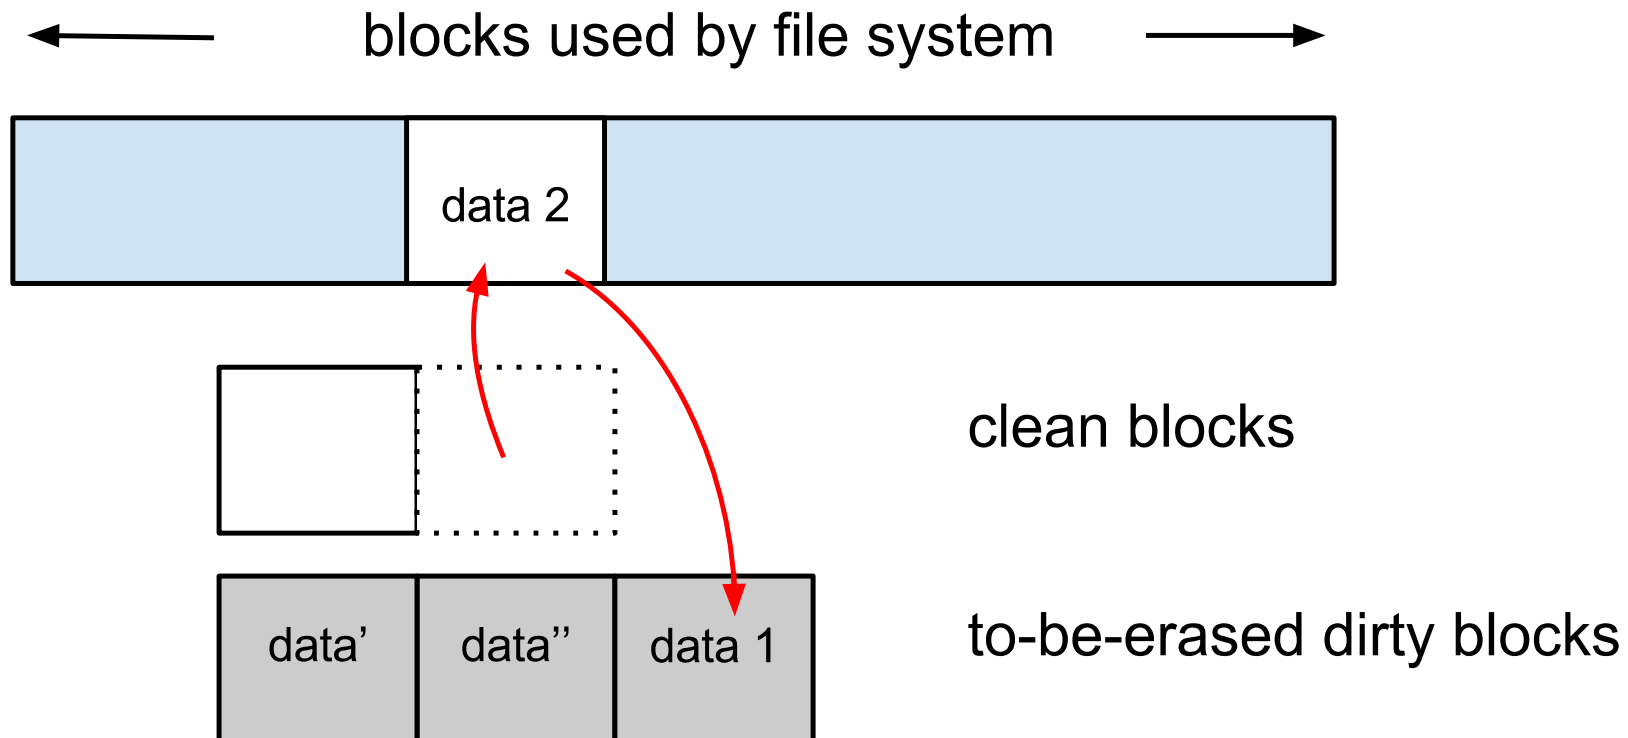 blocks used by file system
data 2
clean blocks
data’
data’’
data 1
to-be-erased dirty blocks